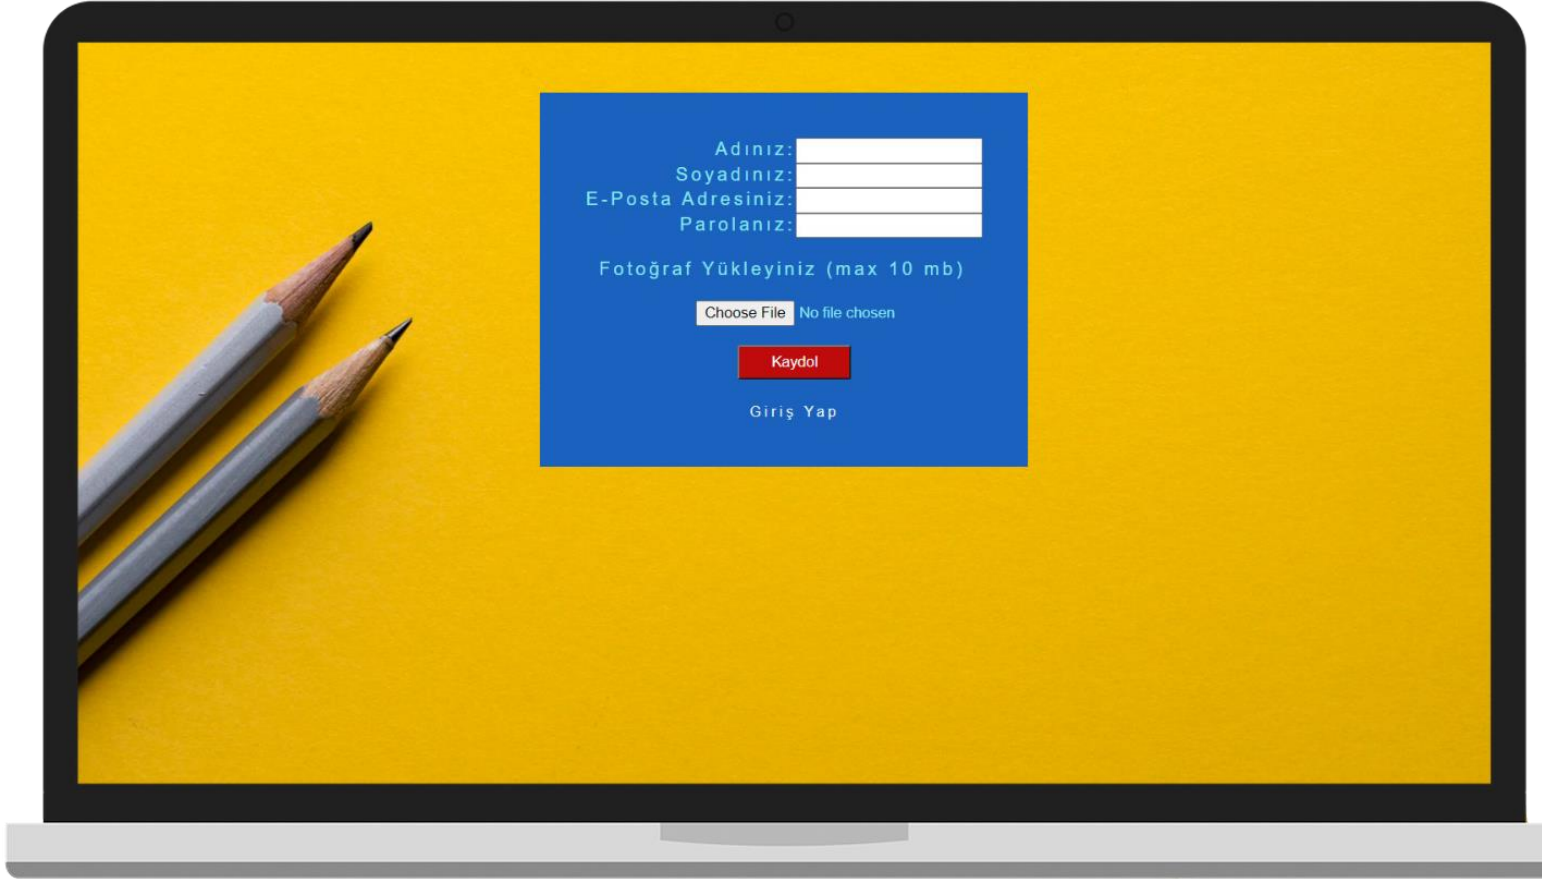 Adınız:
Soyadınız:
E-Posta Adresiniz:
Parolanız:
Fotoğraf Yükleyiniz (max 10 mb)
Choose File No file chosen
Kaydol
Giriş Yap